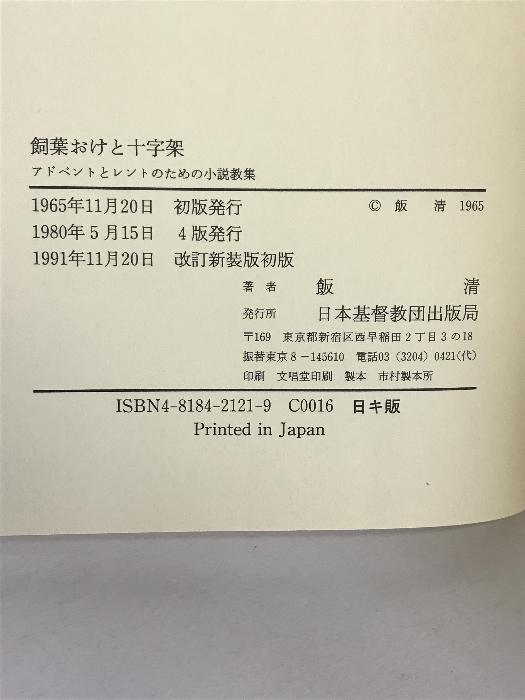 飼葉おけと十字架
アドベントとレントのための小説教集
1965年11月20日 初版発行 © 飯 清 1965
1980年5月15日 4版発行
1991年11月20日 改訂新装版初版
著者 飯 清
発行所 日本基督教団出版局
〒169 東京都新宿区西早稲田2丁目3の18
振替東京8-145610 電話03(3204)0421(代)
印刷 文唱堂印刷 製本 市村製本所
ISBN4-8184-2121-9 C0016 日キ販
Printed in Japan